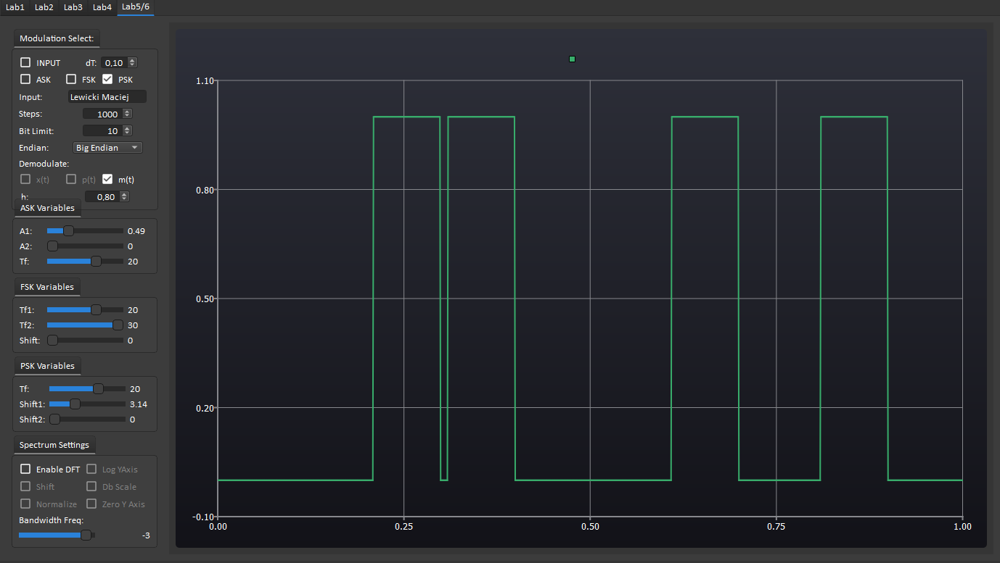 Lab1 Lab2 Lab3 Lab4 Lab5/6
Modulation Select:
INPUT dT: 0,10
ASK FSK PSK
Input: Lewicki Maciej
Steps: 1000
Bit Limit: 10
Endian: Big Endian
Demodulate:
x(t) p(t) m(t)
h: 0,80
ASK Variables
A1: 0.49
A2: 0
Tf: 20
FSK Variables
Tf1: 20
Tf2: 30
Shift: 0
PSK Variables
Tf: 20
Shift1: 3.14
Shift2: 0
Spectrum Settings
Enable DFT Log YAxis
Shift Db Scale
Normalize Zero Y Axis
Bandwidth Freq:
-3
1.10
0.80
0.50
0.20
-0.10
0.00 0.25 0.50 0.75 1.00